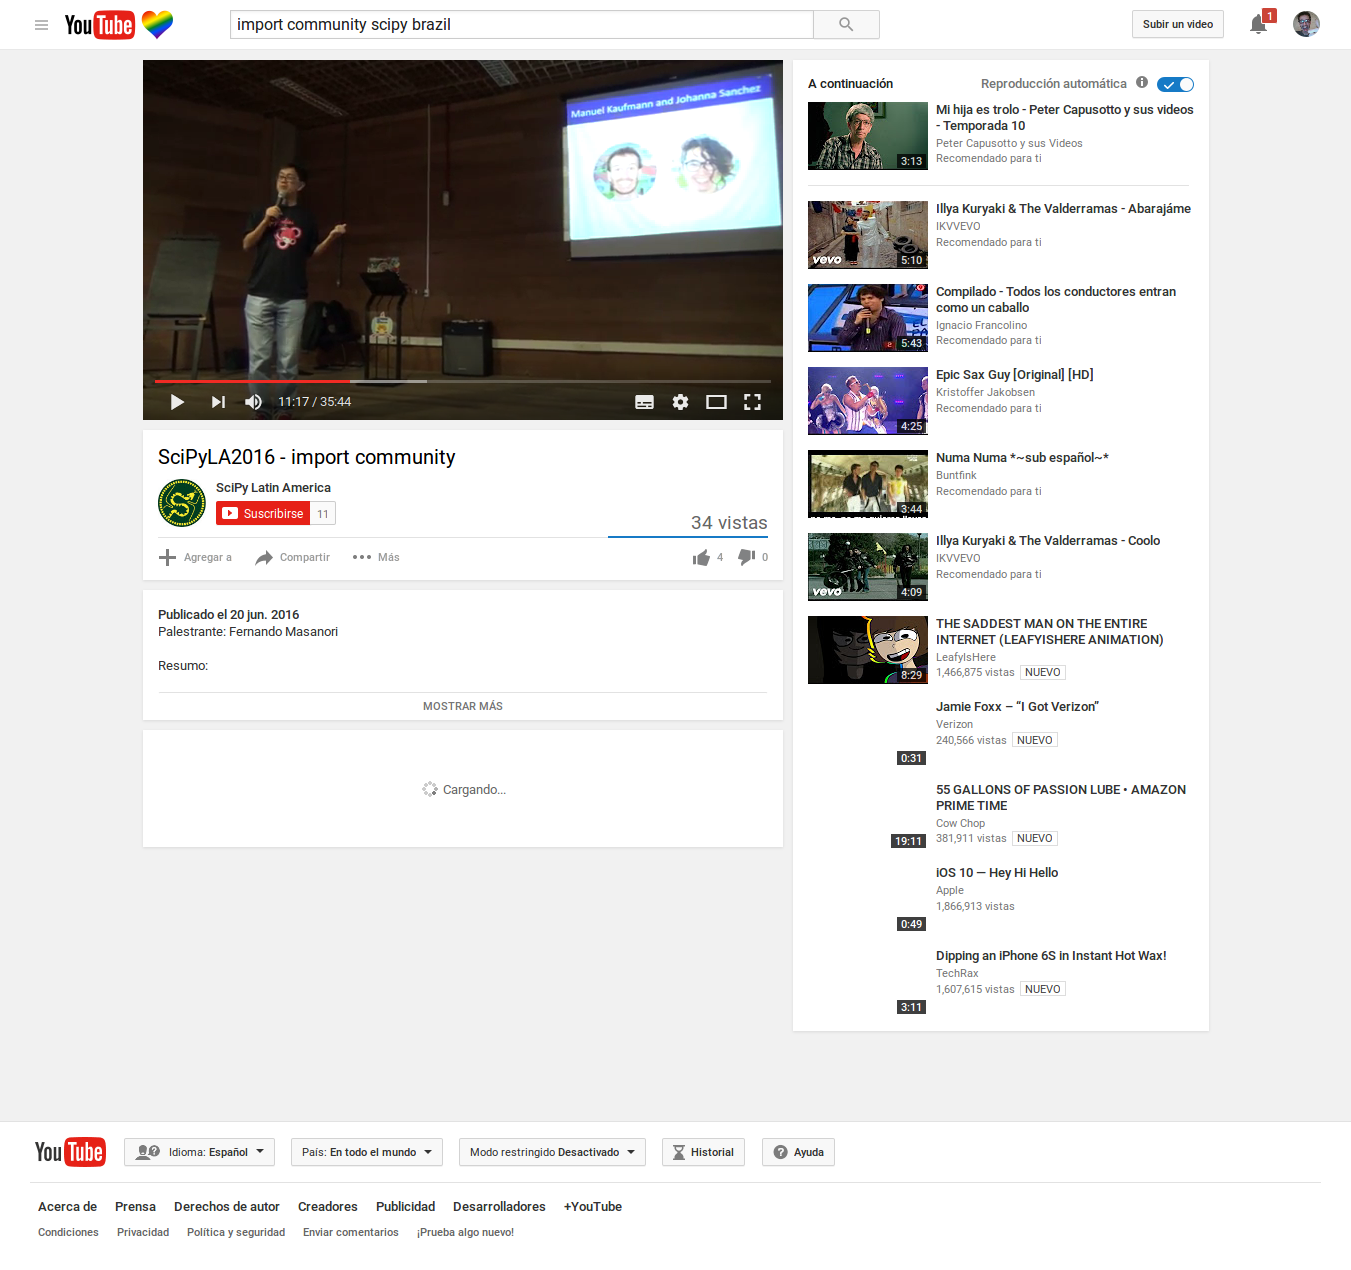 YouTube
import community scipy brazil
Subir un video
1
Manuel Kaufmann and Johanna Sanchez
11:17 / 35:44
SciPyLA2016 - import community
SciPy Latin America
Suscribirse
11
34 vistas
Agregar a
Compartir
Más
4
0
Publicado el 20 jun. 2016
Palestrante: Fernando Masanori
Resumo:
MOSTRAR MÁS
Cargando...
A continuación
Reproducción automática
3:13
Mi hija es trolo - Peter Capusotto y sus videos
- Temporada 10
Peter Capusotto y sus Videos
Recomendado para ti
vevo
5:10
Illya Kuryaki & The Valderramas - Abarajáme
IKVVEVO
Recomendado para ti
5:43
Compilado - Todos los conductores entran
como un caballo
Ignacio Francolino
Recomendado para ti
4:25
Epic Sax Guy [Original] [HD]
Kristoffer Jakobsen
Recomendado para ti
3:44
Numa Numa *~sub español~*
Buntfink
Recomendado para ti
vevo
4:09
Illya Kuryaki & The Valderramas - Coolo
IKVVEVO
Recomendado para ti
8:29
THE SADDEST MAN ON THE ENTIRE
INTERNET (LEAFYISHERE ANIMATION)
LeafyIsHere
1,466,875 vistas NUEVO
0:31
Jamie Foxx – “I Got Verizon”
Verizon
240,566 vistas NUEVO
19:11
55 GALLONS OF PASSION LUBE • AMAZON
PRIME TIME
Cow Chop
381,911 vistas NUEVO
0:49
iOS 10 — Hey Hi Hello
Apple
1,866,913 vistas
3:11
Dipping an iPhone 6S in Instant Hot Wax!
TechRax
1,607,615 vistas NUEVO
YouTube
Idioma: Español
País: En todo el mundo
Modo restringido Desactivado
Historial
Ayuda
Acerca de Prensa Derechos de autor Creadores Publicidad Desarrolladores +YouTube
Condiciones Privacidad Política y seguridad Enviar comentarios ¡Prueba algo nuevo!